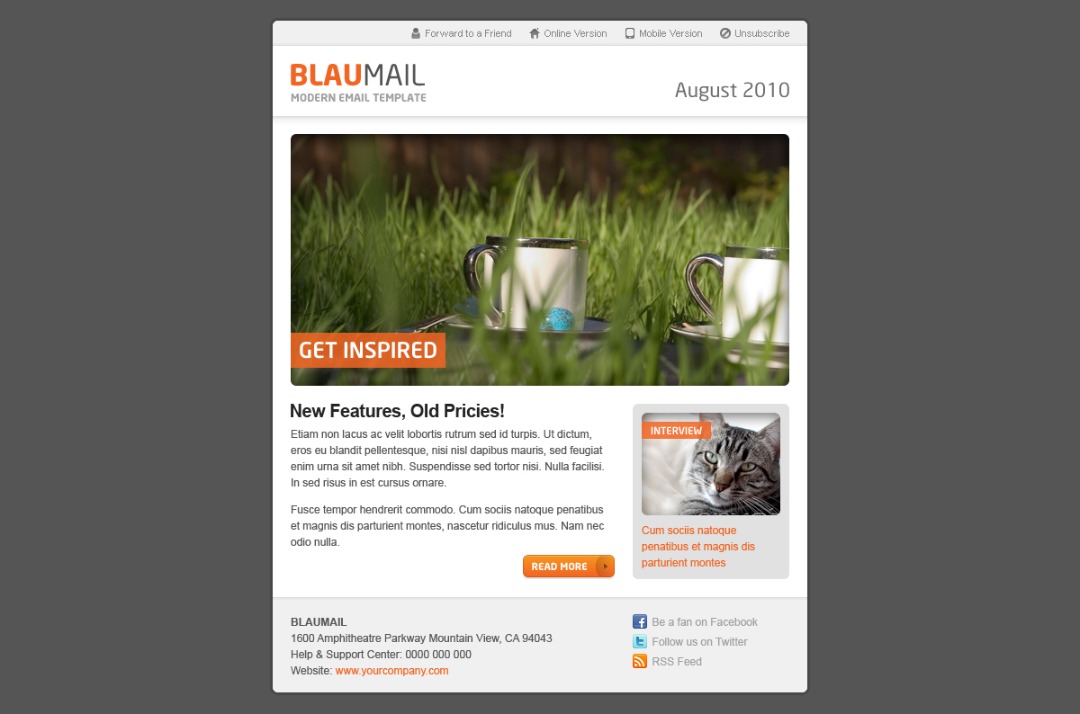 Forward to a Friend Online Version Mobile Version Unsubscribe
BLAUMAIL
MODERN EMAIL TEMPLATE
August 2010
GET INSPIRED
New Features, Old Pricies!
Etiam non lacus ac velit lobortis rutrum sed id turpis. Ut dictum,
eros eu blandit pellentesque, nisi nisl dapibus mauris, sed feugiat
enim urna sit amet nibh. Suspendisse sed tortor nisi. Nulla facilisi.
In sed risus in est cursus ornare.
Fusce tempor hendrerit commodo. Cum sociis natoque penatibus
et magnis dis parturient montes, nascetur ridiculus mus. Nam nec
odio nulla.
READ MORE
INTERVIEW
Cum sociis natoque
penatibus et magnis dis
parturient montes
BLAUMAIL
1600 Amphitheatre Parkway Mountain View, CA 94043
Help & Support Center: 0000 000 000
Website: www.yourcompany.com
Be a fan on Facebook
Follow us on Twitter
RSS Feed